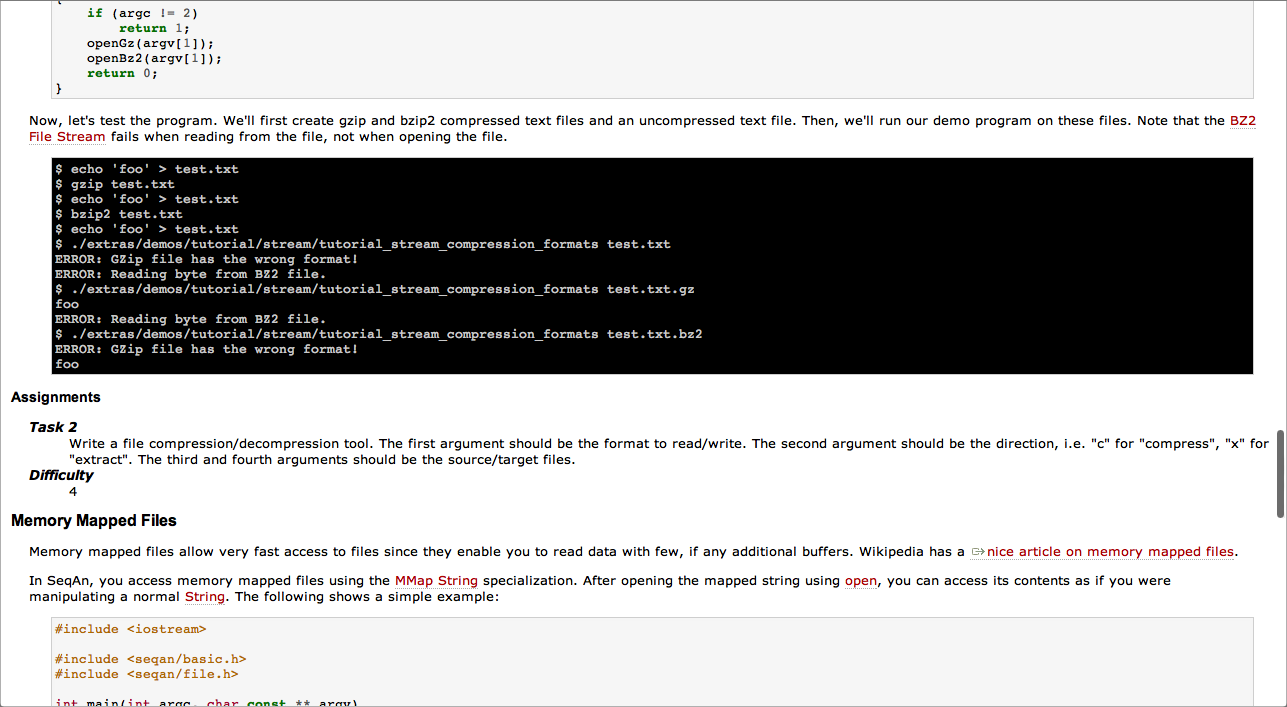 if (argc != 2)
return 1;
openGz(argv[1]);
openBz2(argv[1]);
return 0;
}
Now, let's test the program. We'll first create gzip and bzip2 compressed text files and an uncompressed text file. Then, we'll run our demo program on these files. Note that the BZ2
File Stream fails when reading from the file, not when opening the file.
$ echo 'foo' > test.txt
$ gzip test.txt
$ echo 'foo' > test.txt
$ bzip2 test.txt
$ echo 'foo' > test.txt
$ ./extras/demos/tutorial/stream/tutorial_stream_compression_formats test.txt
ERROR: GZip file has the wrong format!
ERROR: Reading byte from BZ2 file.
$ ./extras/demos/tutorial/stream/tutorial_stream_compression_formats test.txt.gz
foo
ERROR: Reading byte from BZ2 file.
$ ./extras/demos/tutorial/stream/tutorial_stream_compression_formats test.txt.bz2
ERROR: GZip file has the wrong format!
foo
Assignments
Task 2
Write a file compression/decompression tool. The first argument should be the format to read/write. The second argument should be the direction, i.e. "c" for "compress", "x" for
"extract". The third and fourth arguments should be the source/target files.
Difficulty
4
Memory Mapped Files
Memory mapped files allow very fast access to files since they enable you to read data with few, if any additional buffers. Wikipedia has a nice article on memory mapped files.
In SeqAn, you access memory mapped files using the MMap String specialization. After opening the mapped string using open, you can access its contents as if you were
manipulating a normal String. The following shows a simple example:
#include <iostream>
#include <seqan/basic.h>
#include <seqan/file.h>
int main(int argc, char const ** argv)